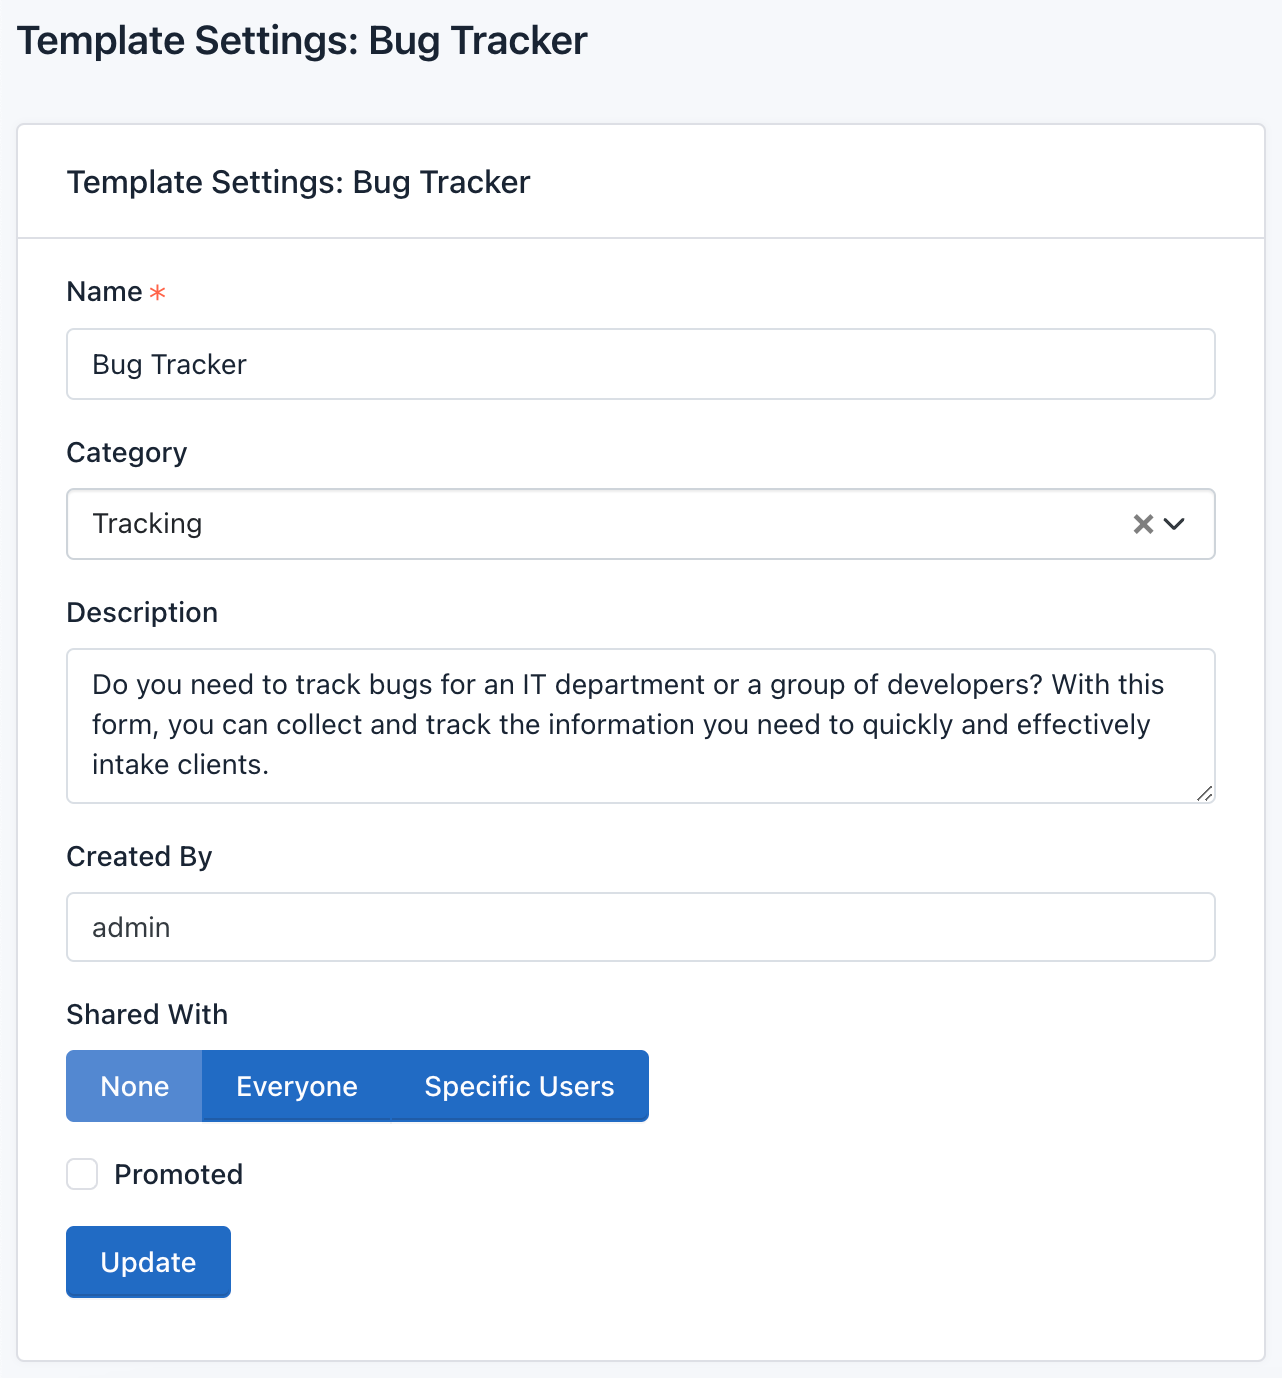 Template Settings: Bug Tracker
Template Settings: Bug Tracker
Name *
Bug Tracker
Category
Tracking
Description
Do you need to track bugs for an IT department or a group of developers? With this
form, you can collect and track the information you need to quickly and effectively
intake clients.
Created By
admin
Shared With
None Everyone Specific Users
Promoted
Update